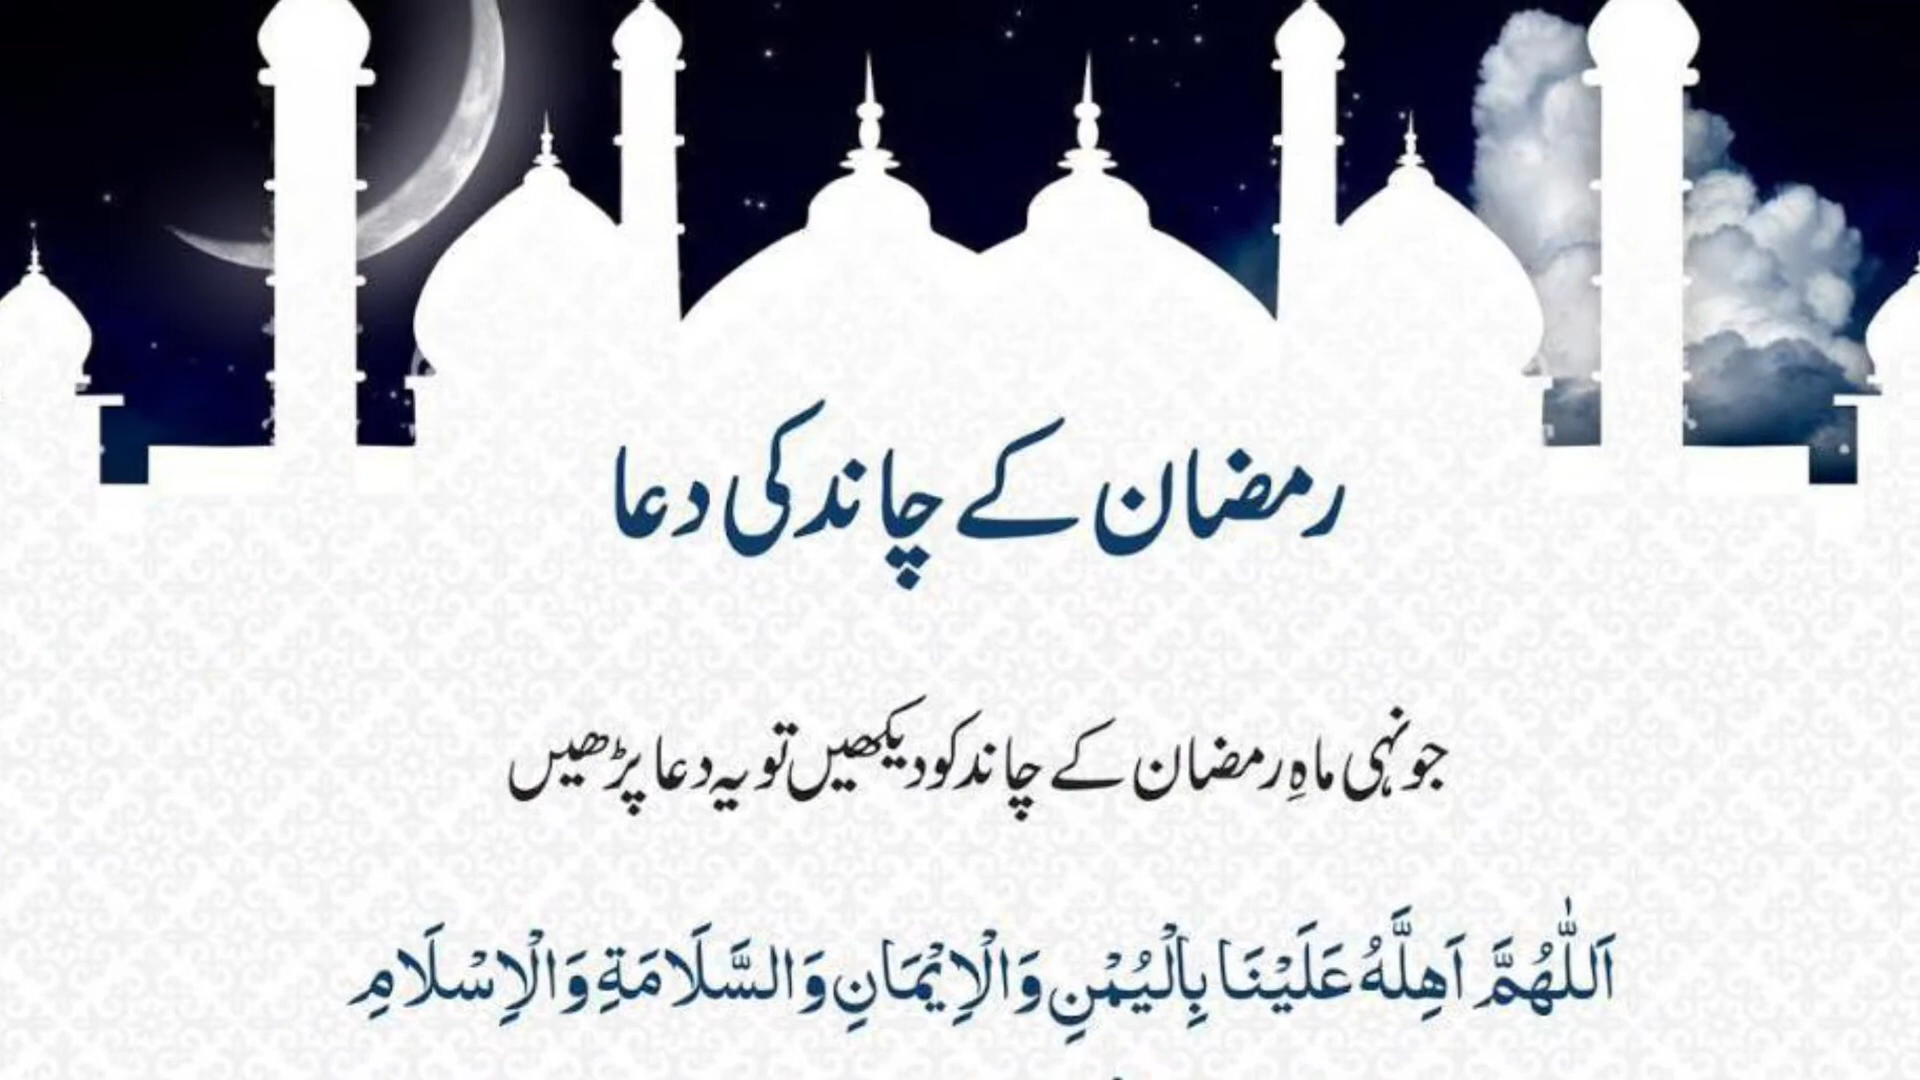 رمضان کے چاند کی دعا
جونہی ماہِ رمضان کے چاند کو دیکھیں تو یہ دعا پڑھیں
اَللّٰهُمَّ اَهِلَّهُ عَلَيْنَا بِالْيُمْنِ وَالْاِيْمَانِ وَالسَّلَامَةِ وَالْاِسْلَامِ